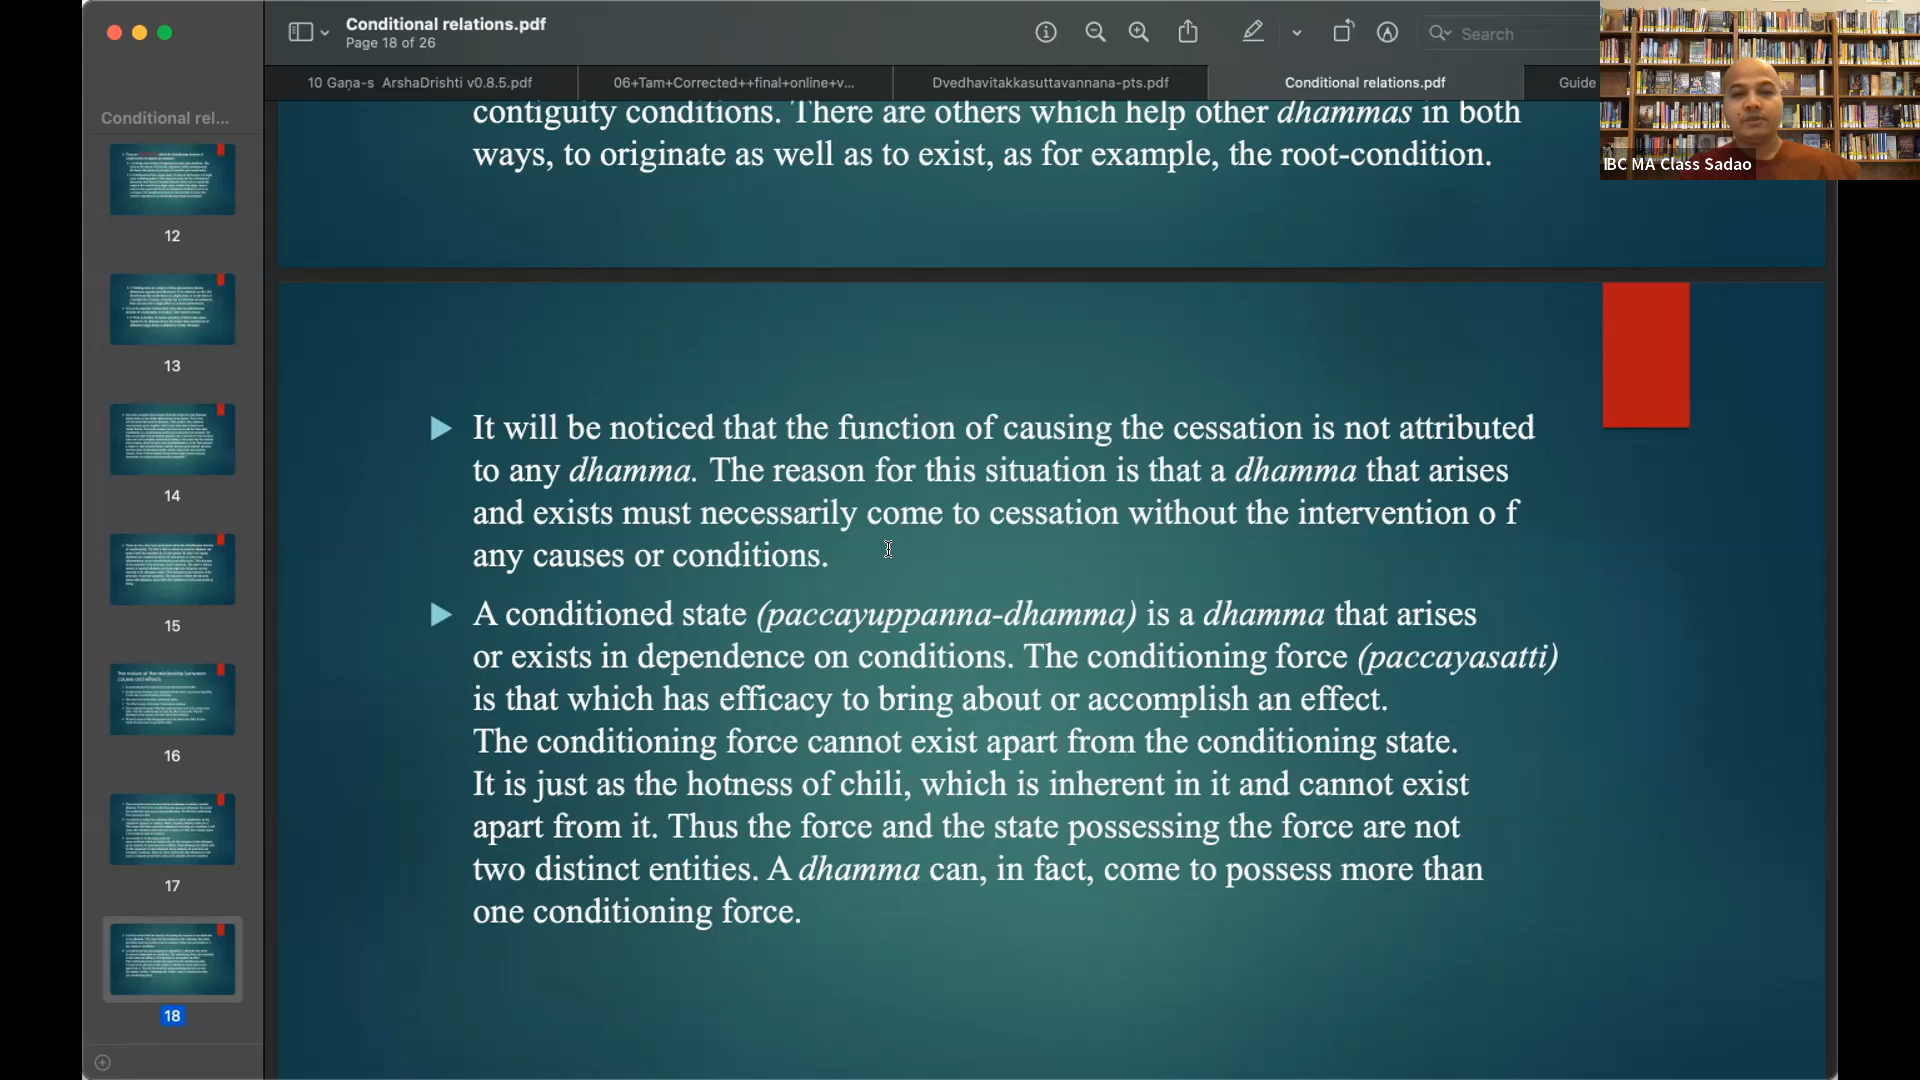 Conditional relations.pdf
Page 18 of 26
Search
10 Gaṇa-s ArshaDrishti v0.8.5.pdf
06+Tam+Corrected++final+online+v...
Dvedhavitakkasuttavannana-pts.pdf
Conditional relations.pdf
Guide
IBC MA Class Sadao
Conditional rel...
12
13
14
15
16
17
18
contiguity conditions. There are others which help other dhammas in both
ways, to originate as well as to exist, as for example, the root-condition.
It will be noticed that the function of causing the cessation is not attributed
to any dhamma. The reason for this situation is that a dhamma that arises
and exists must necessarily come to cessation without the intervention o f
any causes or conditions.
A conditioned state (paccayuppanna-dhamma) is a dhamma that arises
or exists in dependence on conditions. The conditioning force (paccayasatti)
is that which has efficacy to bring about or accomplish an effect.
The conditioning force cannot exist apart from the conditioning state.
It is just as the hotness of chili, which is inherent in it and cannot exist
apart from it. Thus the force and the state possessing the force are not
two distinct entities. A dhamma can, in fact, come to possess more than
one conditioning force.